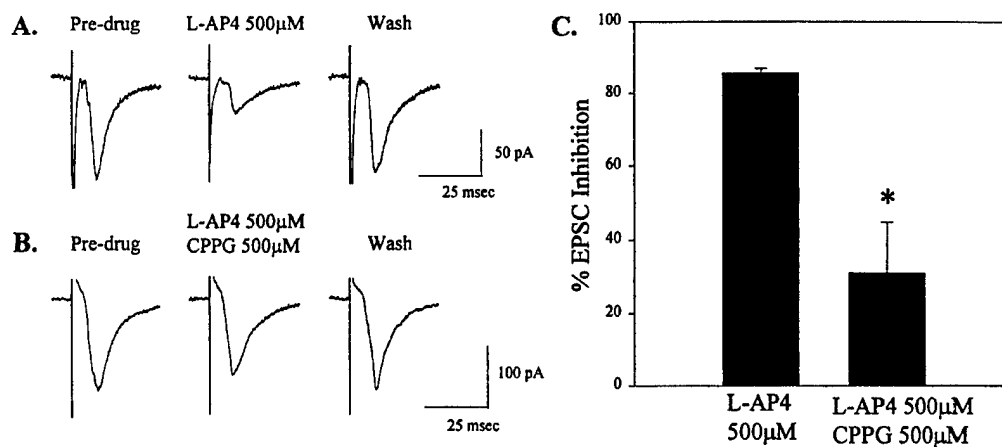 A.
Pre-drug
L-AP4 500μM
Wash
50 pA
25 msec
B.
Pre-drug
L-AP4 500μM
CPPG 500μM
Wash
100 pA
25 msec
C.
% EPSC Inhibition
100
80
60
40
20
0
*
L-AP4
500μM
L-AP4 500μM
CPPG 500μM